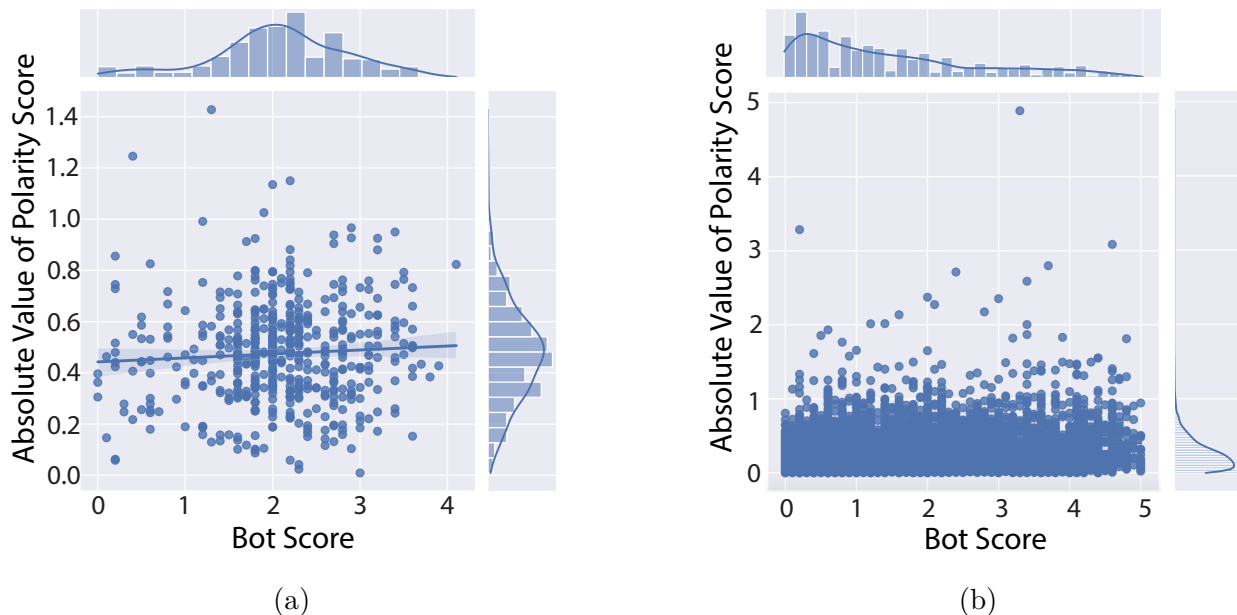 Absolute Value of Polarity Score
1.4
1.2
1.0
0.8
0.6
0.4
0.2
0.0
0 1 2 3 4
Bot Score
(a)
Absolute Value of Polarity Score
5
4
3
2
1
0
0 1 2 3 4 5
Bot Score
(b)